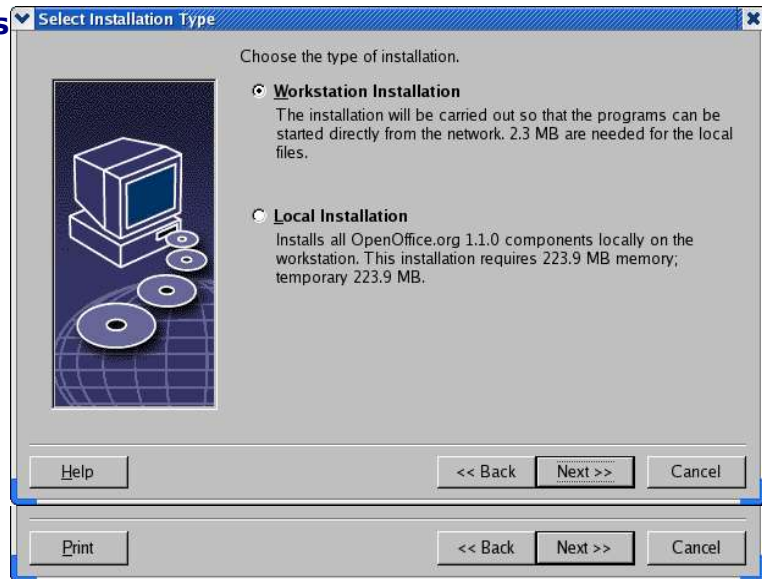 s
Select Installation Type
Choose the type of installation.
Workstation Installation
The installation will be carried out so that the programs can be
started directly from the network. 2.3 MB are needed for the local
files.
Local Installation
Installs all OpenOffice.org 1.1.0 components locally on the
workstation. This installation requires 223.9 MB memory;
temporary 223.9 MB.
Help << Back Next >> Cancel
Print << Back Next >> Cancel